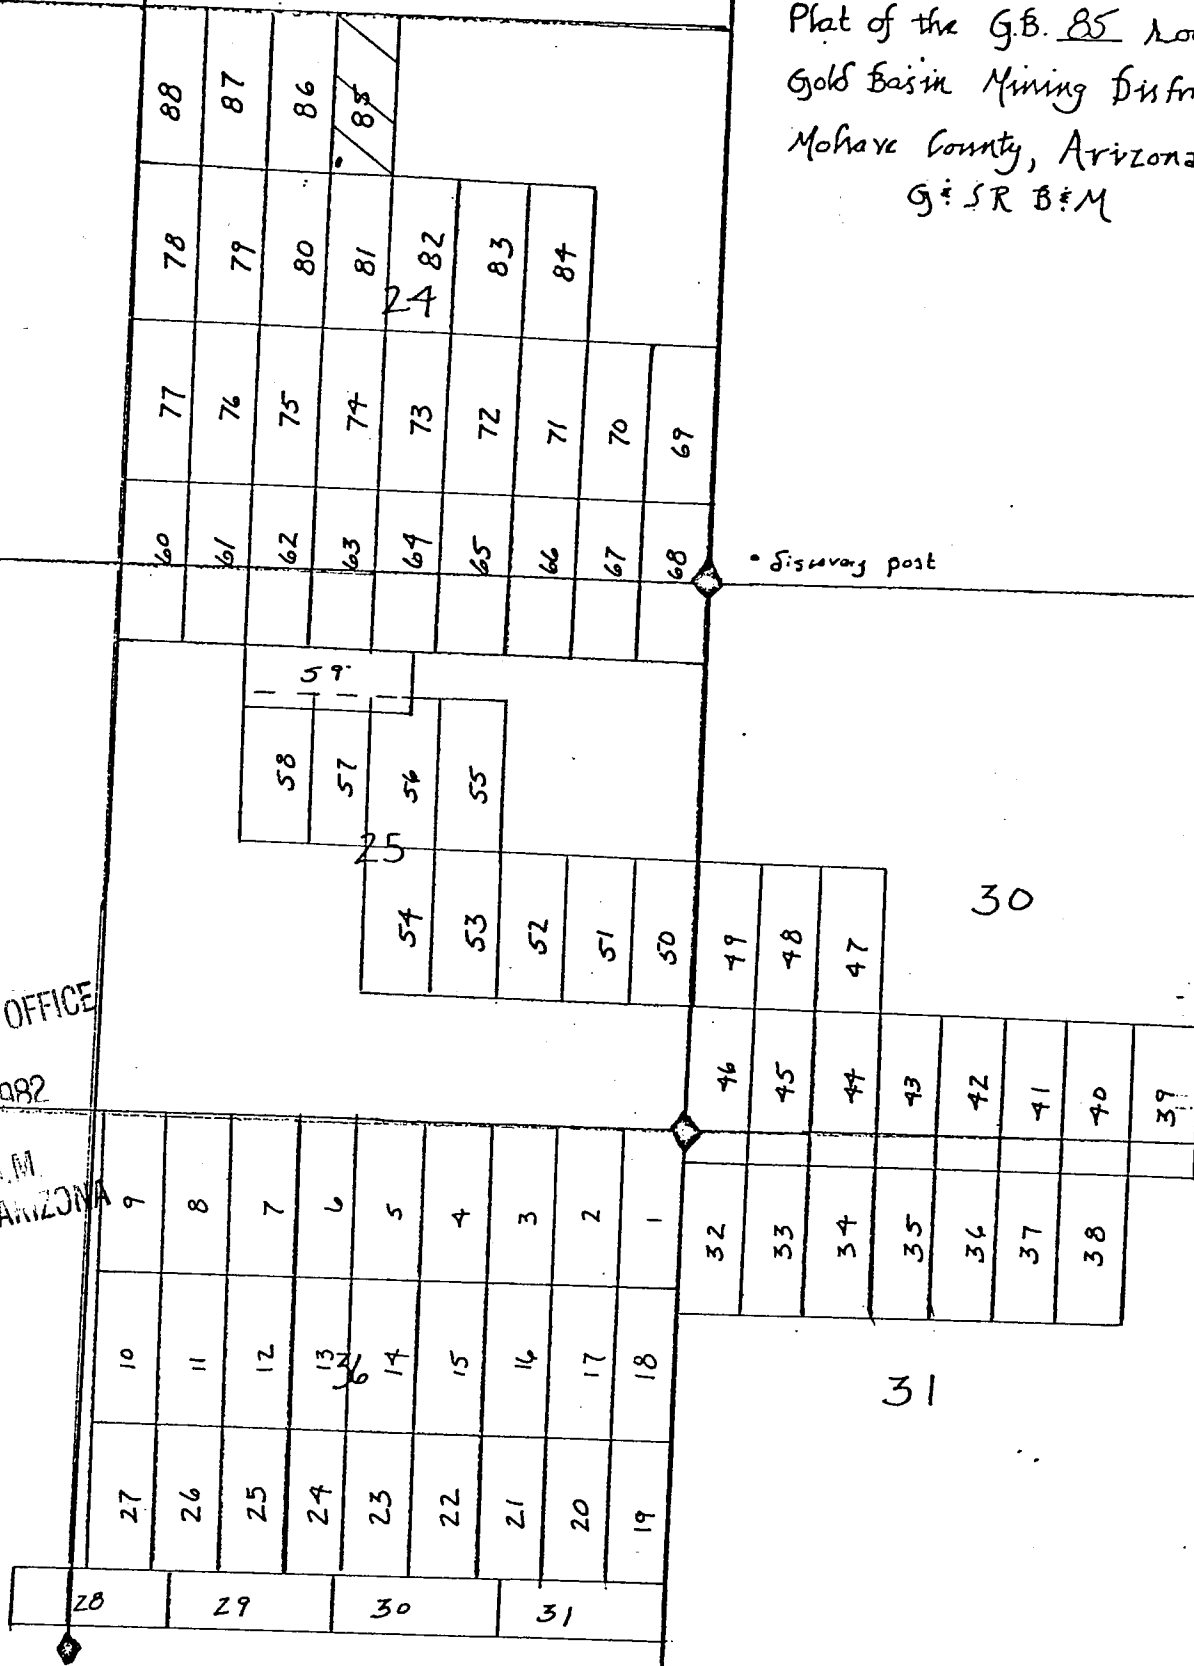 Plat of the G.B. 85
Gold Basin Mining
Mohave County, Arizona
G & S R B & M
88 87 86 85
78 79 80 81 82 83 84
24
77 76 75 74 73 72 71 70 69
60 61 62 63 64 65 66 67 68
• discovery post
59
58 57 56 55
25
54 53 52 51 50 49 48 47
30
46 45 44 43 42 41 40 39
OFFICE
982
.M.
ARIZONA
9 8 7 6 5 4 3 2 1
32 33 34 35 36 37 38
10 11 12 13 14 15 16 17 18
36
31
27 26 25 24 23 22 21 20 19
28 29 30 31